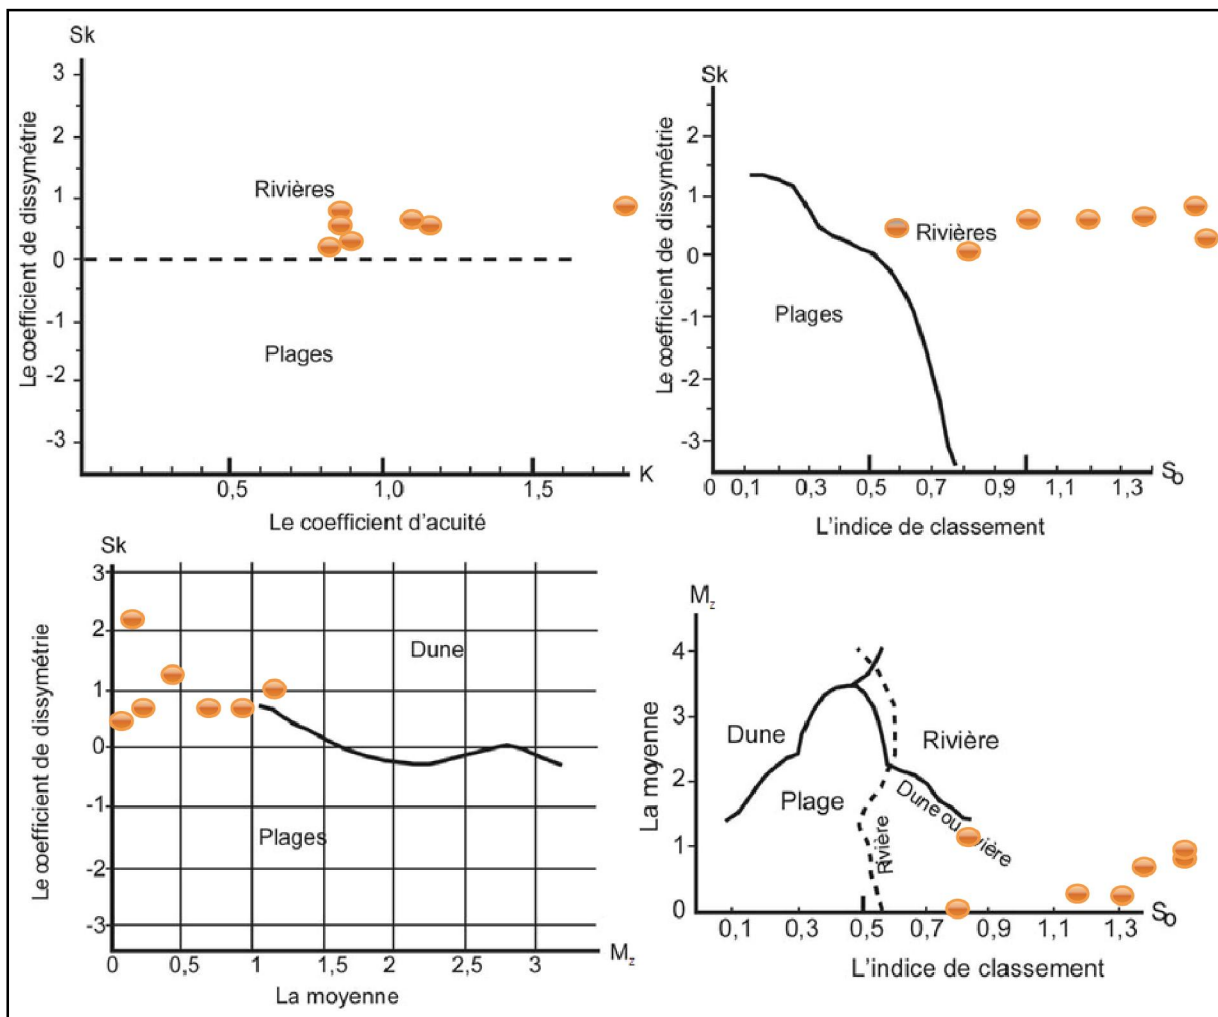 Sk
Le coefficient de dissymétrie
3
2
1
0
-1
-2
-3
Rivières
Plages
0,5
1,0
1,5
K
Le coefficient d'acuité
Sk
Le coefficient de dissymétrie
2
1
0
-1
-2
-3
Rivières
Plages
0
0,1
0,3
0,5
0,7
0,9
1,1
1,3
So
L'indice de classement
Sk
Le coefficient de dissymétrie
3
2
1
0
-1
-2
-3
Dune
Plages
0
0,5
1
1,5
2
2,5
3
Mz
La moyenne
Mz
La moyenne
4
3
2
1
0
Dune
Rivière
Plage
Rivière
Dune ou
0,1
0,3
0,5
0,7
0,9
1,1
1,3
So
L'indice de classement